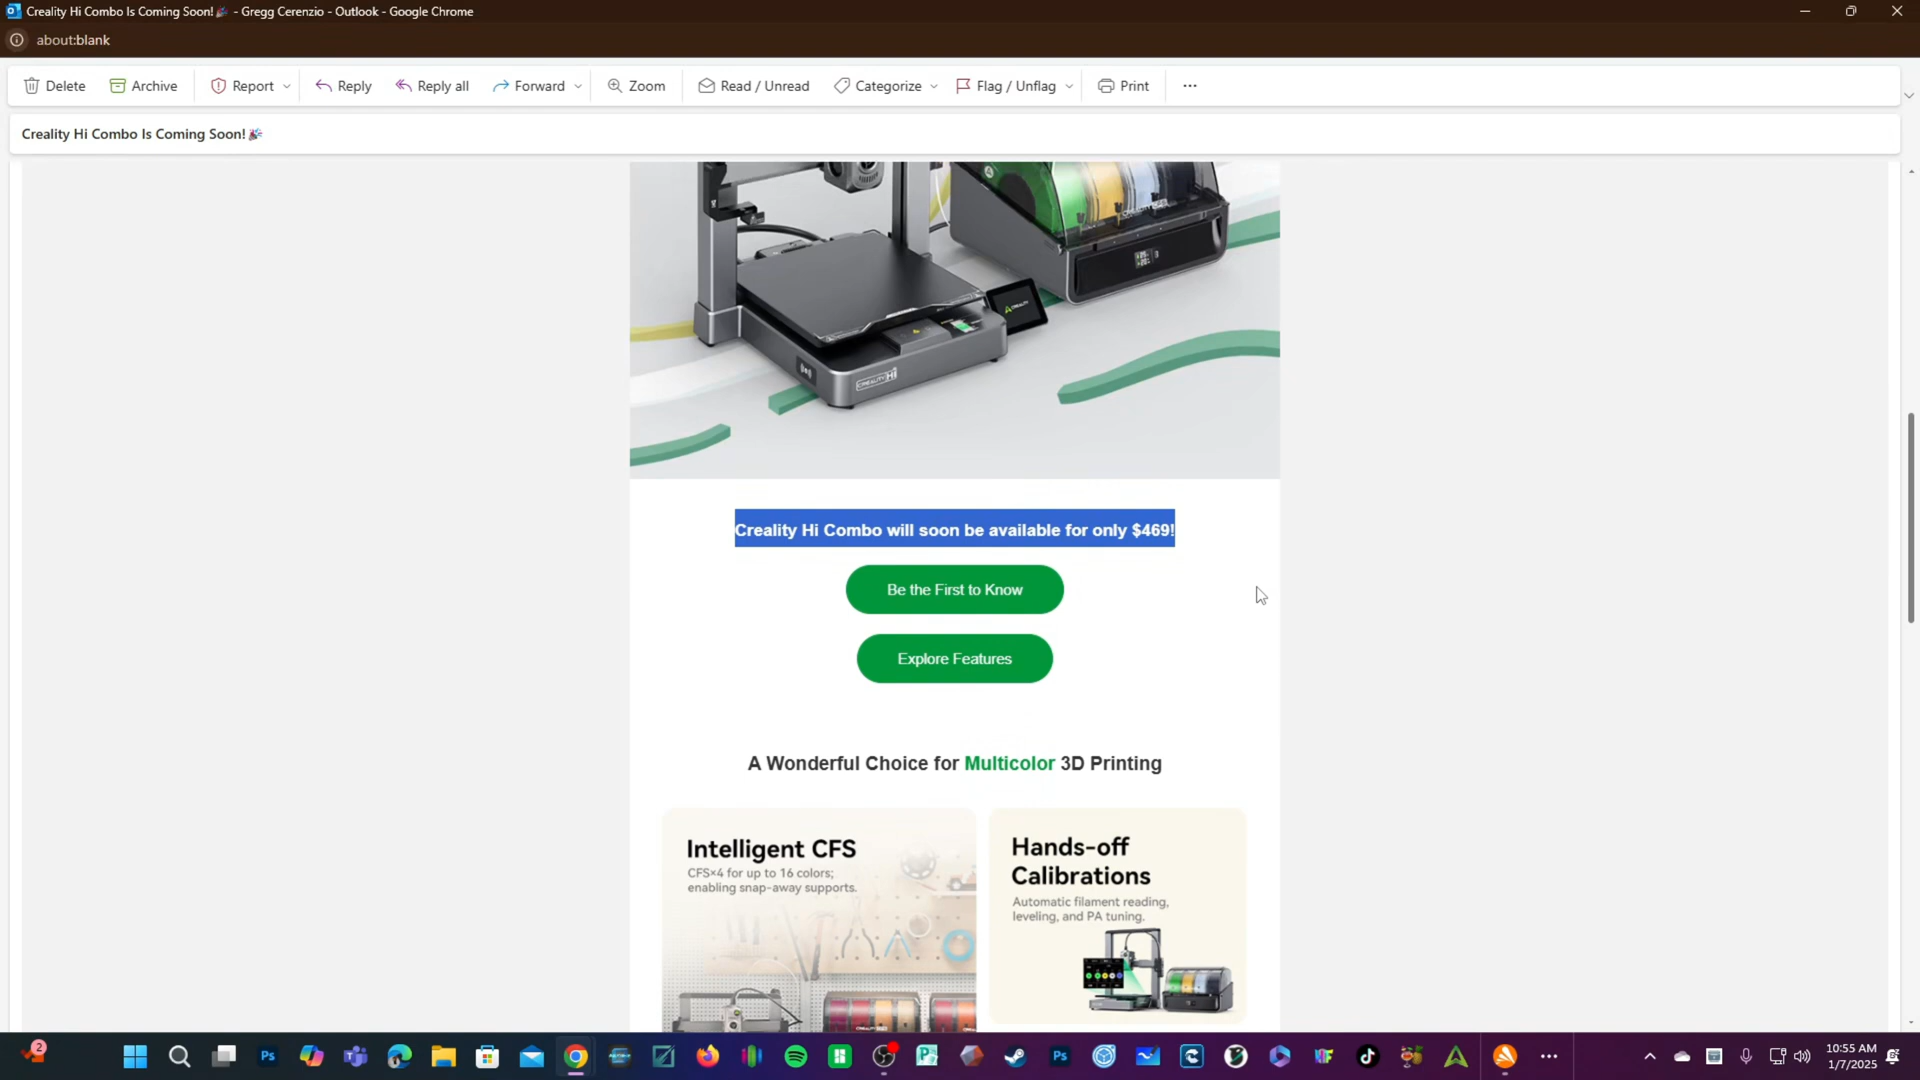 Creality Hi Combo Is Coming Soon!🎉 - Gregg Cerenzio - Outlook - Google Chrome
about:blank
Delete Archive Report Reply Reply all Forward Zoom Read / Unread Categorize Flag / Unflag Print ...
Creality Hi Combo Is Coming Soon!🎉
CREALITY
CREALITY Hi
Creality Hi Combo will soon be available for only $469!
Be the First to Know
Explore Features
A Wonderful Choice for Multicolor 3D Printing
Intelligent CFS
CFS×4 for up to 16 colors;
enabling snap-away supports.
Hands-off
Calibrations
Automatic filament reading,
leveling, and PA tuning.
2
10:55 AM
1/7/2025